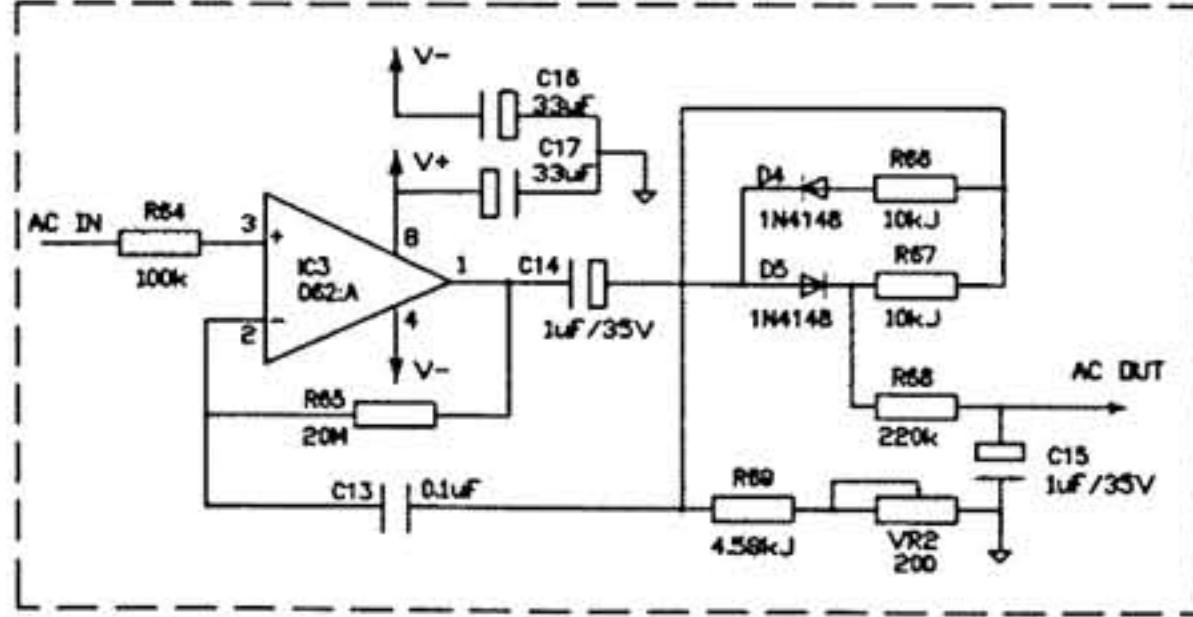 V-
C16
33uF
C17
33uF
V+
D4
R66
1N4148
10kJ
AC IN
R64
3
+
8
100k
IC3
062:A
1
C14
1uF/35V
D5
R67
1N4148
10kJ
2
-
4
V-
R65
20M
R68
220k
AC OUT
C13
0.1uF
R69
4.58kJ
VR2
200
C15
1uF/35V